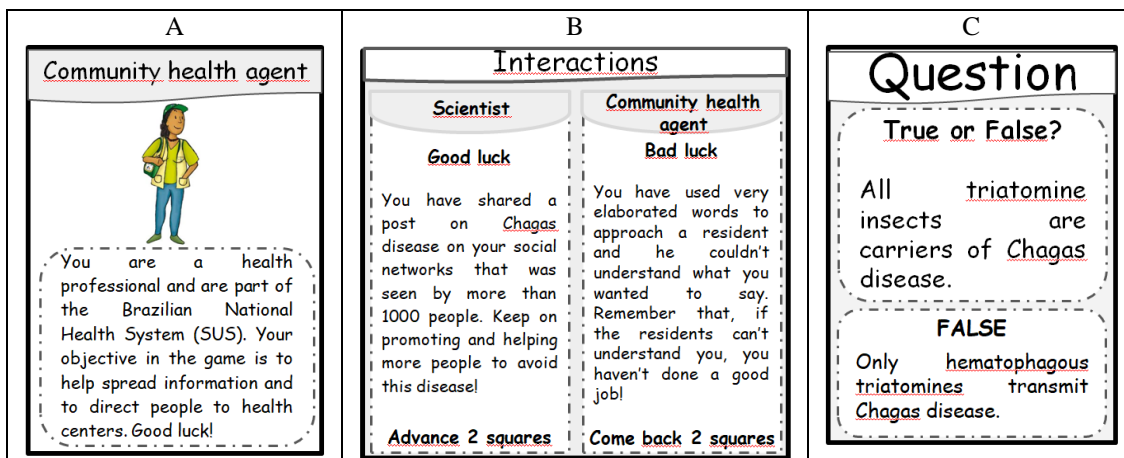 A
Community health agent
You are a health
professional and are part of
the Brazilian National
Health System (SUS). Your
objective in the game is to
help spread information and
to direct people to health
centers. Good luck!
B
Interactions
Scientist
Good luck
You have shared a
post on Chagas
disease on your social
networks that was
seen by more than
1000 people. Keep on
promoting and helping
more people to avoid
this disease!
Advance 2 squares
Community health
agent
Bad luck
You have used very
elaborated words to
approach a resident
and he couldn't
understand what you
wanted to say.
Remember that, if
the residents can't
understand you, you
haven't done a good
job!
Come back 2 squares
C
Question
True or False?
All triatomine
insects are
carriers of Chagas
disease.
FALSE
Only hematophagous
triatomines transmit
Chagas disease.